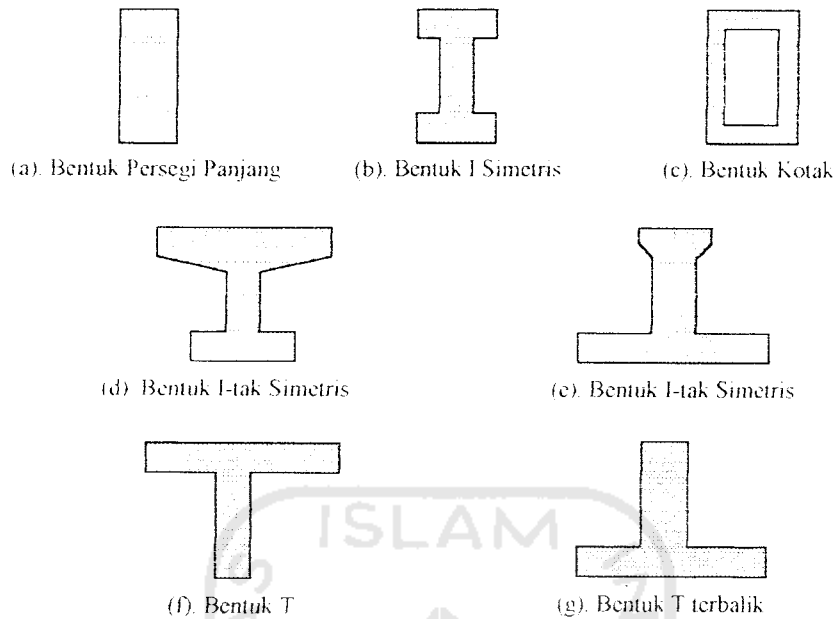 (a). Bentuk Persegi Panjang
(b). Bentuk I Simetris
(c). Bentuk Kotak
(d) Bentuk I-tak Simetris
(e). Bentuk I-tak Simetris
ISLAM
(f). Bentuk T
(g). Bentuk T terbalik